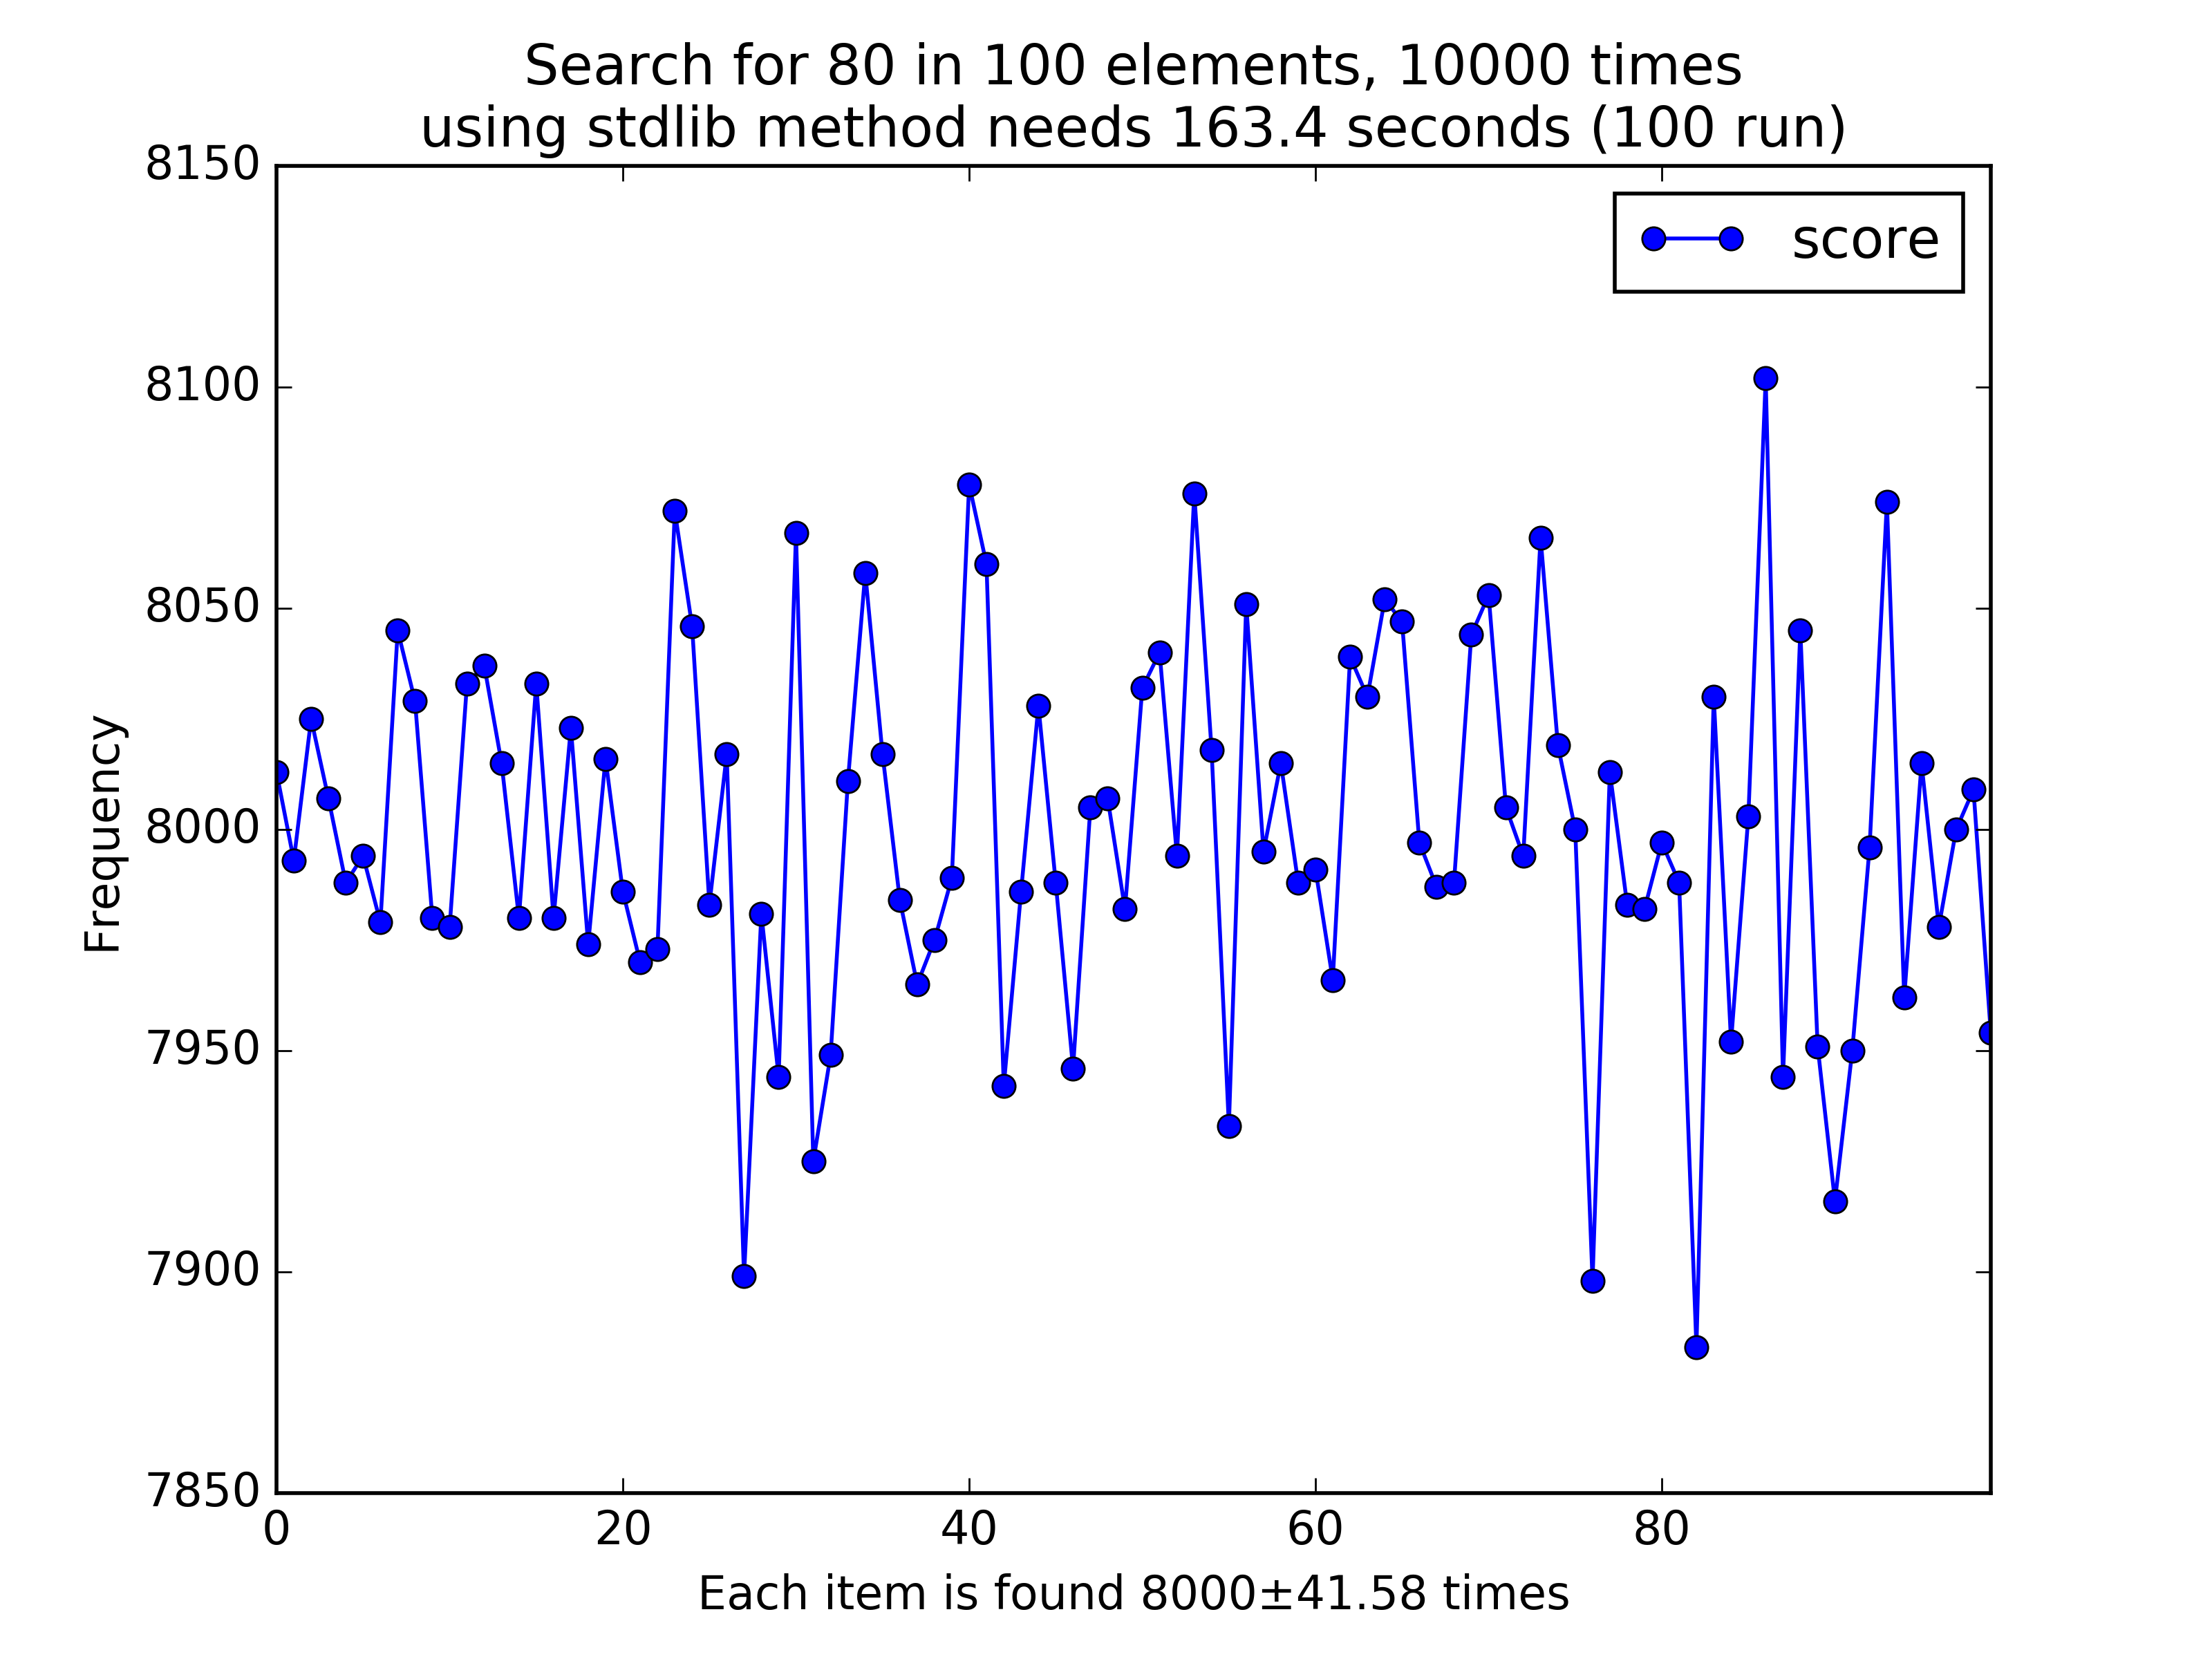 Search for 80 in 100 elements, 10000 times
using stdlib method needs 163.4 seconds (100 run)
score
Frequency
8150
8100
8050
8000
7950
7900
7850
0 20 40 60 80
Each item is found 8000±41.58 times